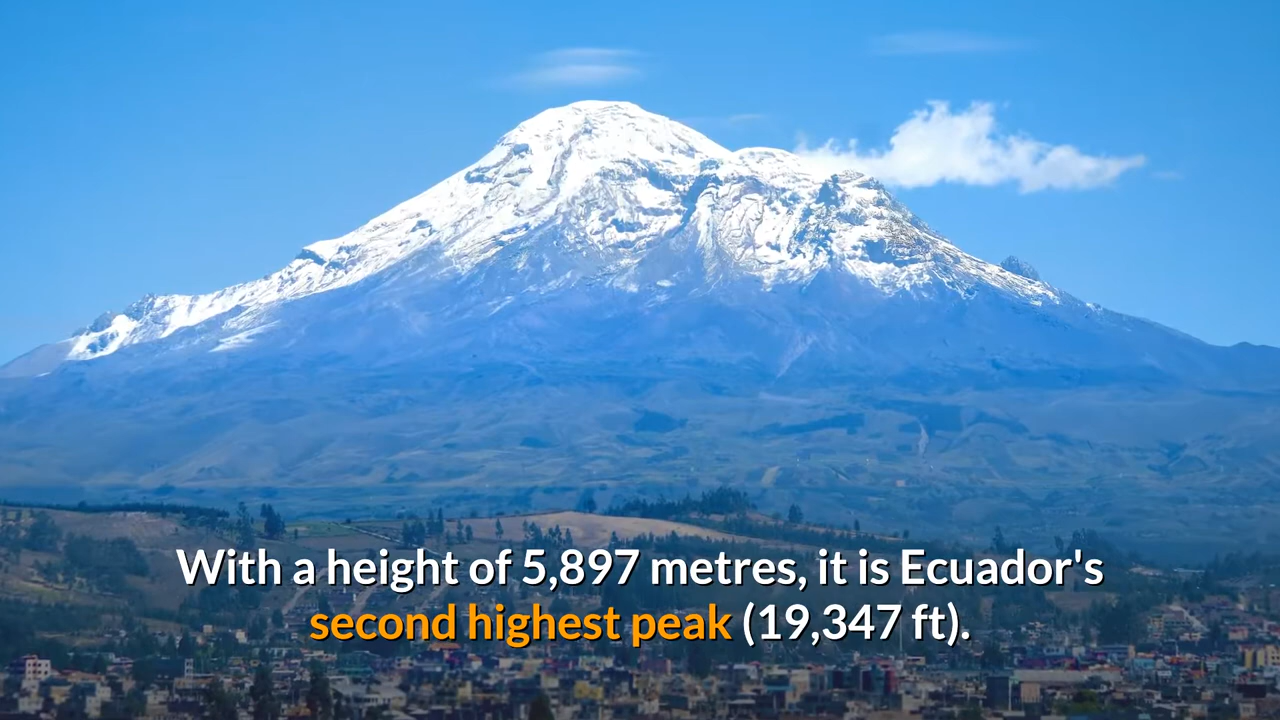 With a height of 5,897 metres, it is Ecuador's
second highest peak (19,347 ft).